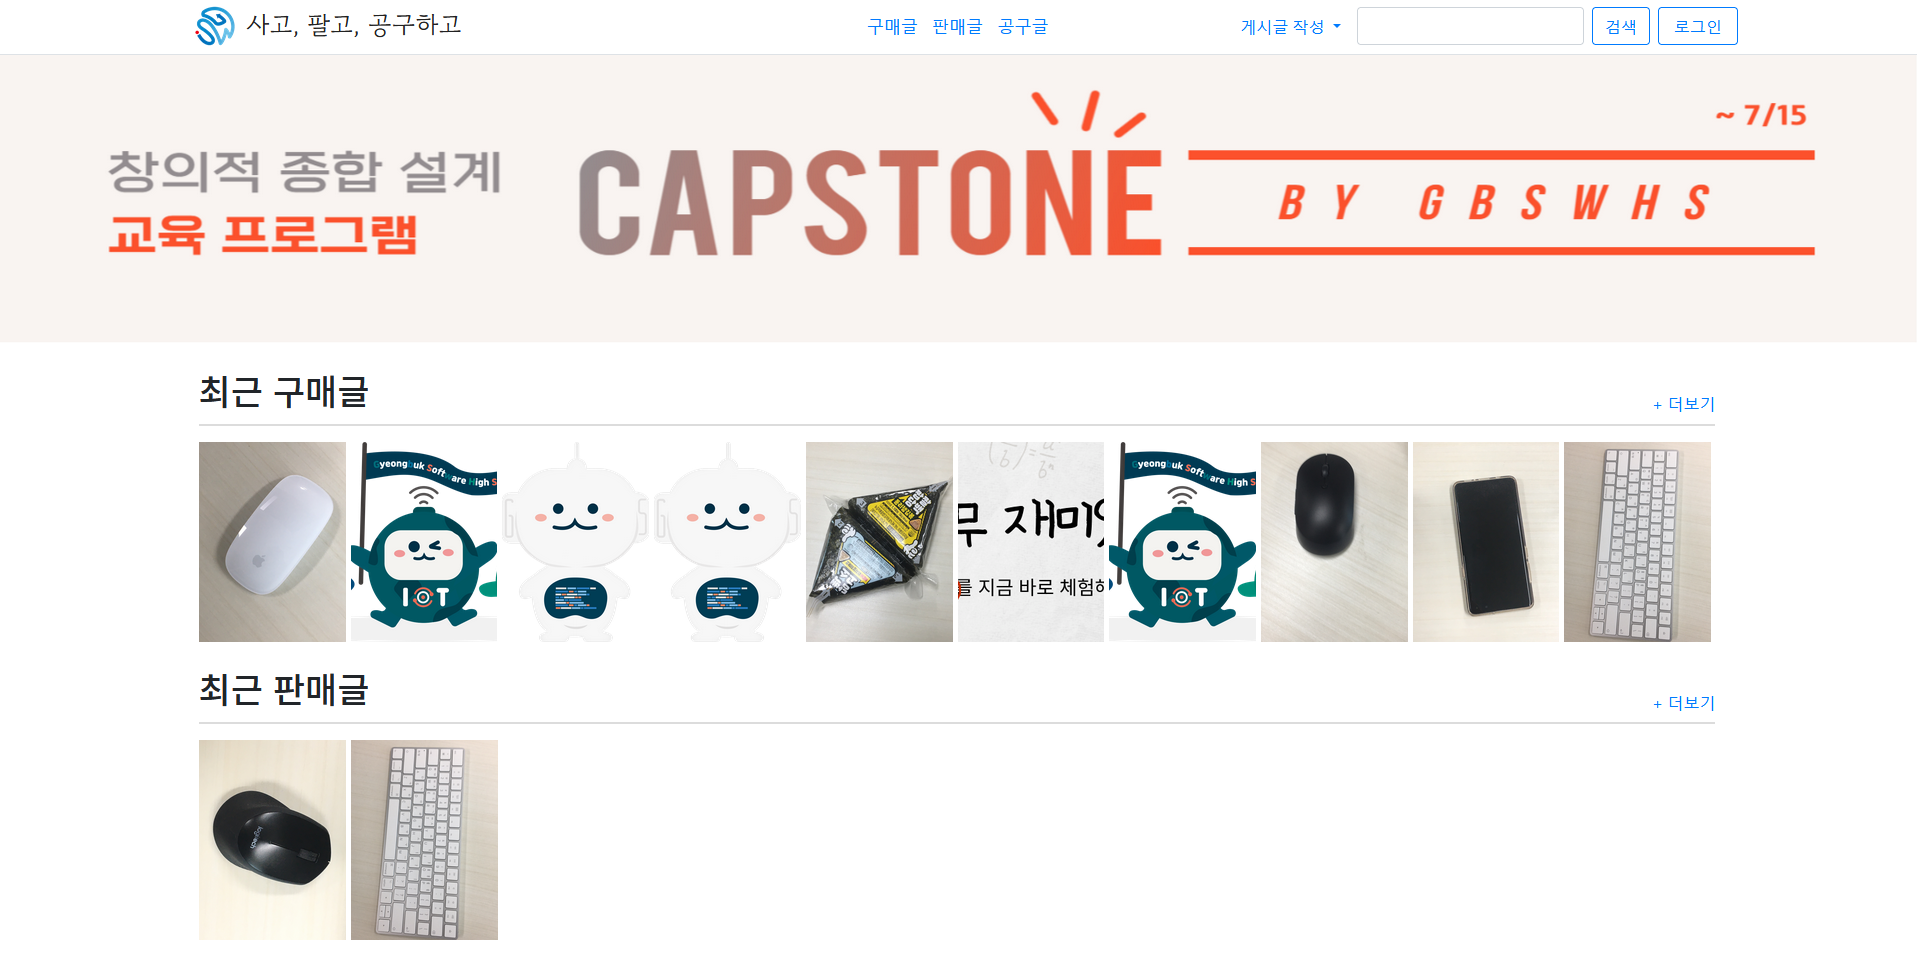 사고, 팔고, 공구하고
구매글 판매글 공구글
게시글 작성
검색
로그인
창의적 종합 설계
교육 프로그램
CAPSTONE
~ 7/15
BY GBSWHS
최근 구매글
+ 더보기
Gyeongbuk Software High S
IOT
무 재미있
를 지금 바로 체험해
Gyeongbuk Software High S
IOT
최근 판매글
+ 더보기